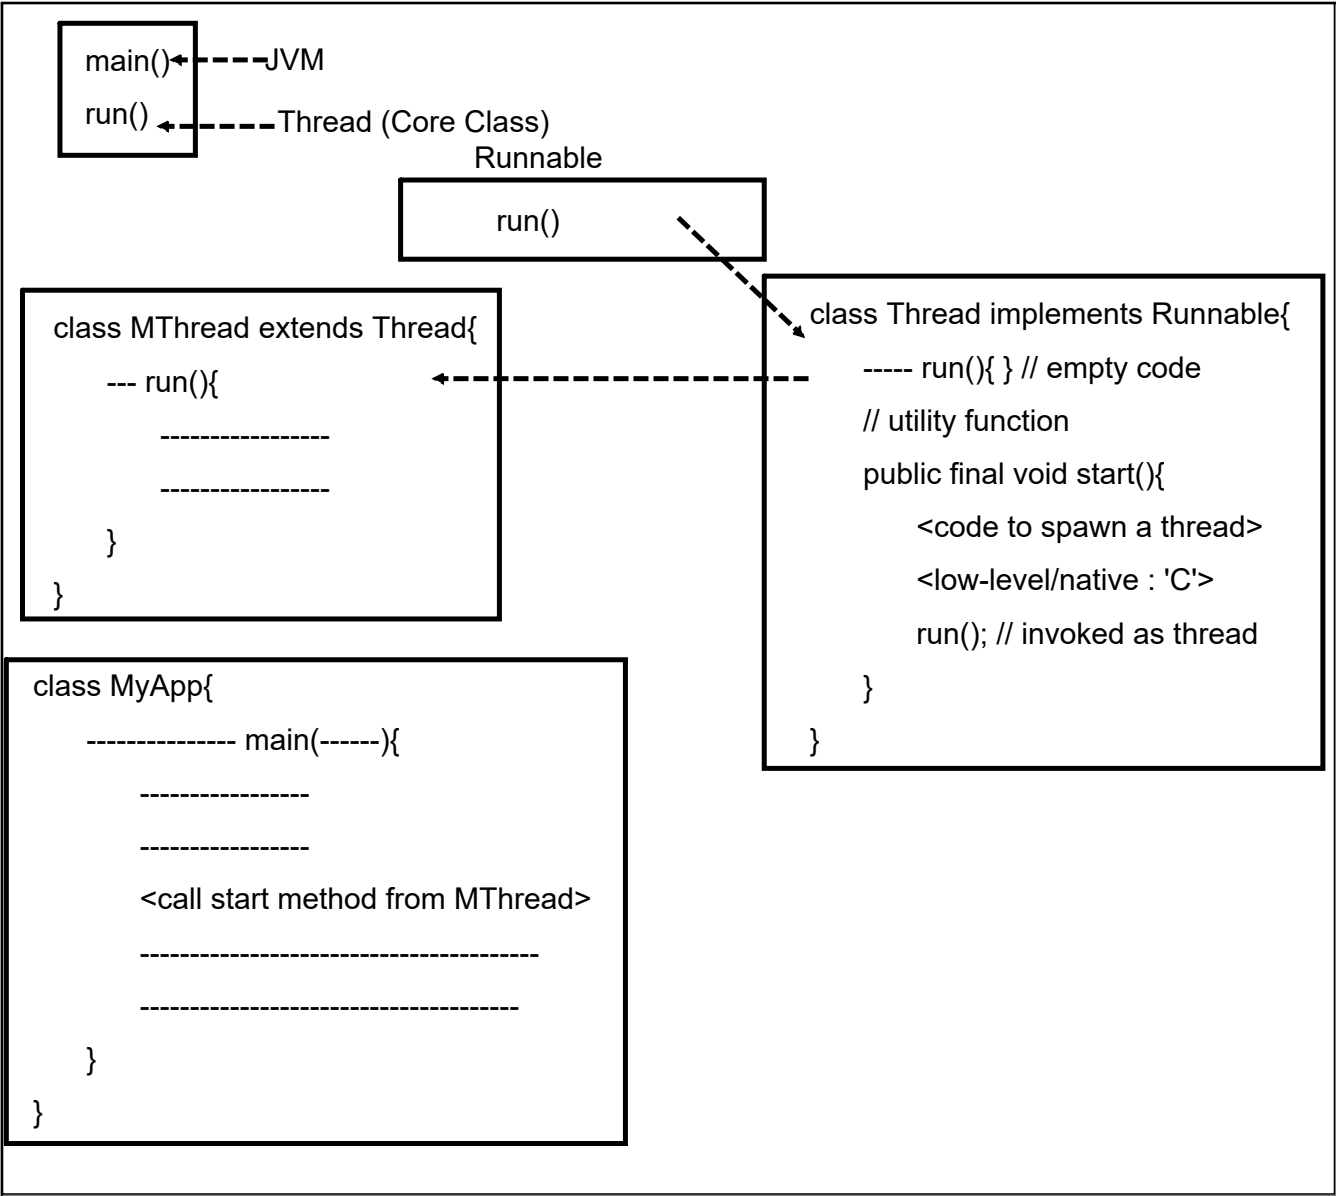 main() JVM
run() Thread (Core Class)
Runnable
run()
class MThread extends Thread{
--- run(){
-----------------
-----------------
}
}
class Thread implements Runnable{
----- run(){ } // empty code
// utility function
public final void start(){
<code to spawn a thread>
<low-level/native : 'C'>
run(); // invoked as thread
}
}
class MyApp{
--------------- main(------){
-----------------
-----------------
<call start method from MThread>
----------------------------------------
--------------------------------------
}
}